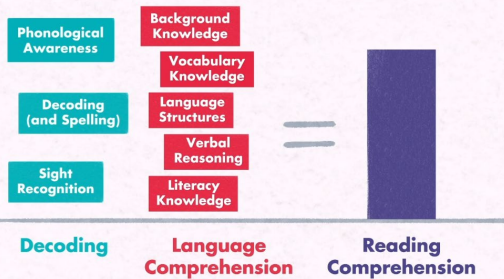 Phonological
Awareness
Decoding
(and Spelling)
Sight
Recognition
Background
Knowledge
Vocabulary
Knowledge
Language
Structures
Verbal
Reasoning
Literacy
Knowledge
=
Decoding
Language
Comprehension
Reading
Comprehension